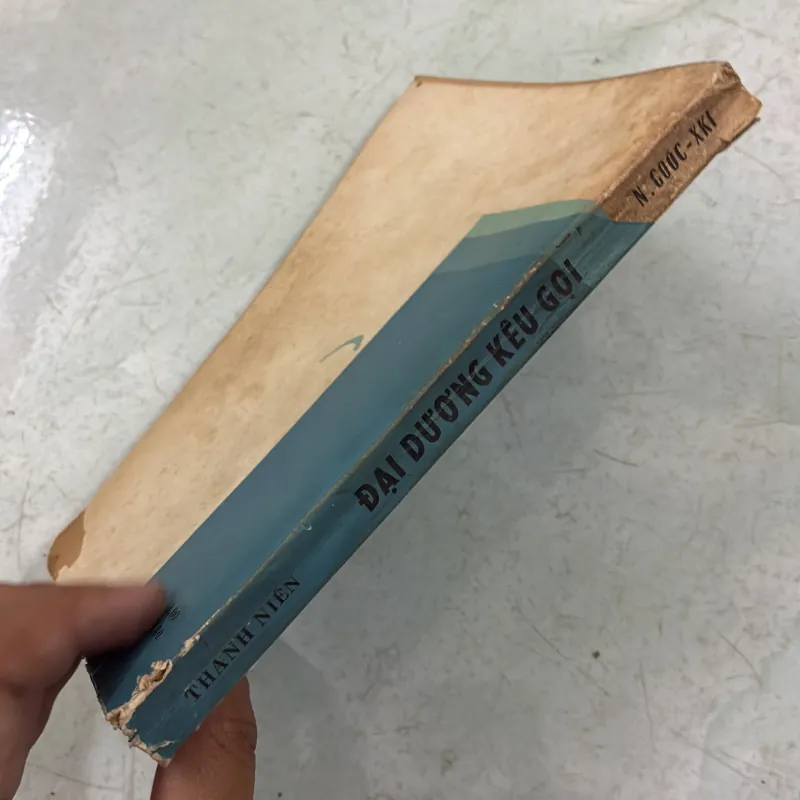 N. GOOC-XKI
ĐẠI DƯƠNG KÊU GỌI
THANH NIÊN